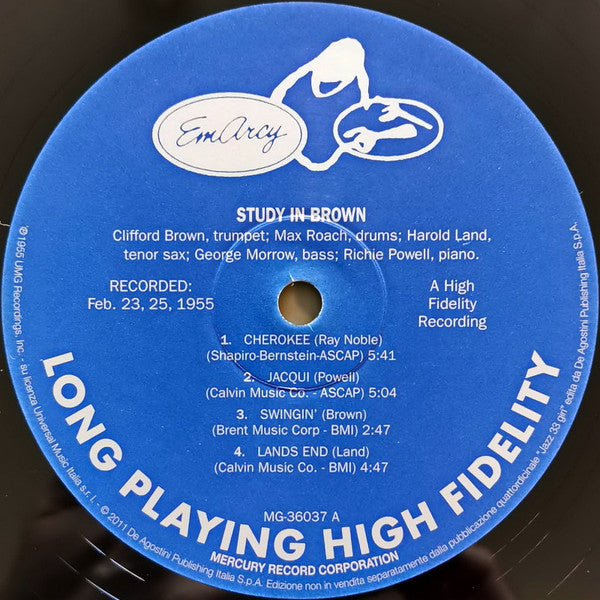 EmArcy
STUDY IN BROWN
Clifford Brown, trumpet; Max Roach, drums; Harold Land,
tenor sax; George Morrow, bass; Richie Powell, piano.
RECORDED:
Feb. 23, 25, 1955
A High
Fidelity
Recording
1. CHEROKEE (Ray Noble)
(Shapiro-Bernstein-ASCAP) 5:41
2. JACQUI (Powell)
(Calvin Music Co. - ASCAP) 5:04
3. SWINGIN' (Brown)
(Brent Music Corp - BMI) 2:47
4. LANDS END (Land)
(Calvin Music Co. - BMI) 4:47
MG-36037 A
LONG PLAYING HIGH FIDELITY
MERCURY RECORD CORPORATION
℗ 1955 UMG Recordings, Inc. - su licenza Universal Music Italia s.r.l. - © 2011 De Agostini Publishing Italia S.p.A. Edizione non in vendita separatamente dalla pubblicazione quattordicinale "Jazz 33 giri" edita da De Agostini Publishing Italia S.p.A.